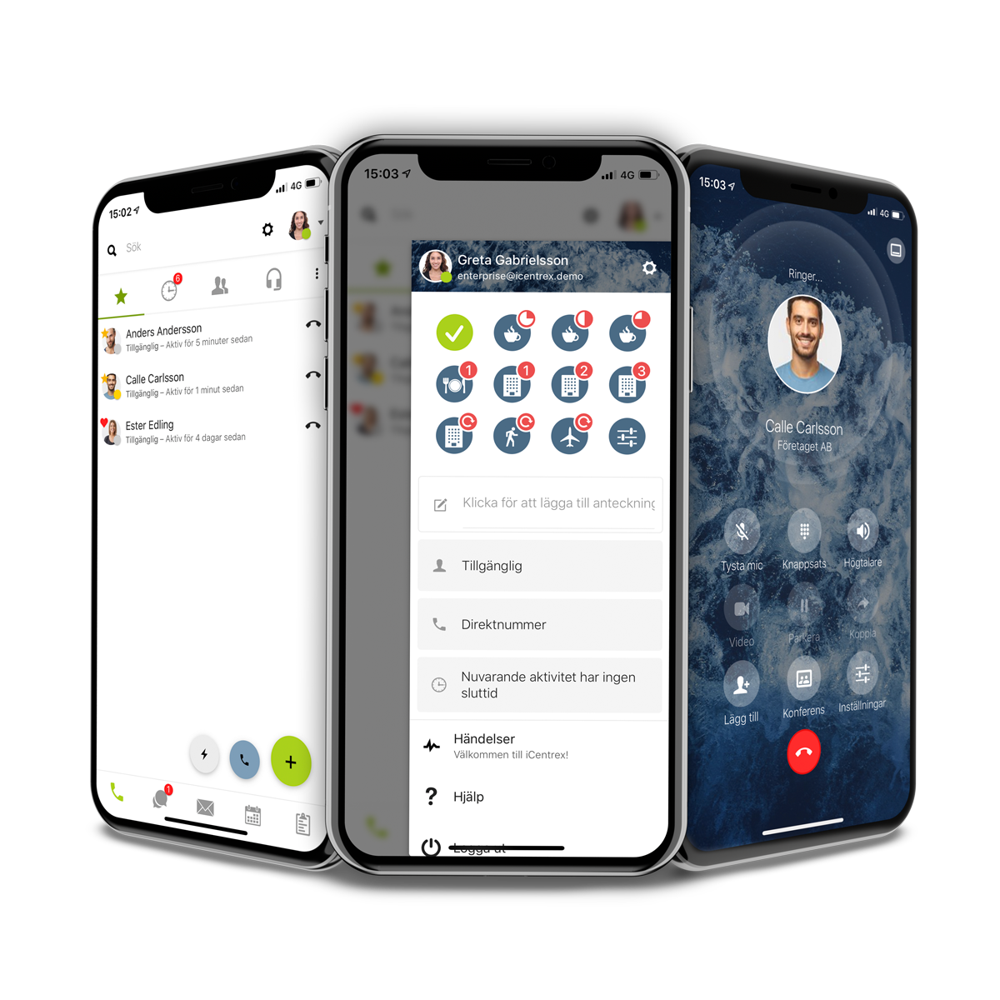 15:02
4G
Sök
6
Anders Andersson
Tillgänglig – Aktiv för 5 minuter sedan
Calle Carlsson
Tillgänglig – Aktiv för 1 minut sedan
Ester Edling
Tillgänglig – Aktiv för 4 dagar sedan
1
15:03
4G
Greta Gabrielsson
enterprise@icentrex.demo
1
1
2
3
Klicka för att lägga till anteckning
Tillgänglig
Direktnummer
Nuvarande aktivitet har ingen
sluttid
Händelser
Välkommen till iCentrex!
?
Hjälp
Logga ut
15:03
4G
Ringer...
Calle Carlsson
Företaget AB
Tysta mic
Knappsats
Högtalare
Video
Parkera
Koppla
Lägg till
Konferens
Inställningar